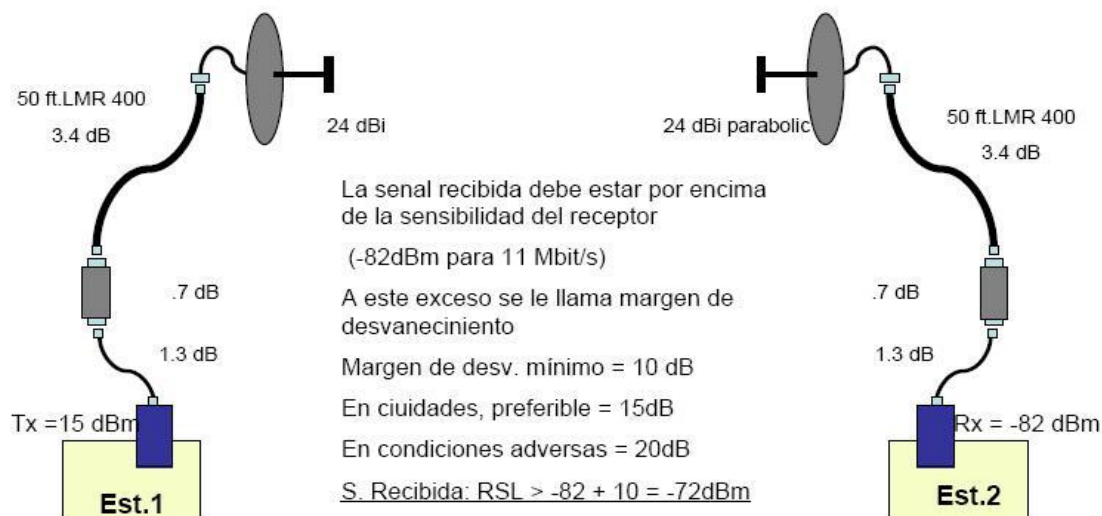 50 ft.LMR 400
3.4 dB
24 dBi
.7 dB
1.3 dB
Tx =15 dBm
Est.1
La senal recibida debe estar por encima
de la sensibilidad del receptor
(-82dBm para 11 Mbit/s)
A este exceso se le llama margen de
desvaneciniento
Margen de desv. mínimo = 10 dB
En ciuidades, preferible = 15dB
En condiciones adversas = 20dB
S. Recibida: RSL > -82 + 10 = -72dBm
24 dBi parabolic
50 ft.LMR 400
3.4 dB
.7 dB
1.3 dB
Rx = -82 dBm
Est.2